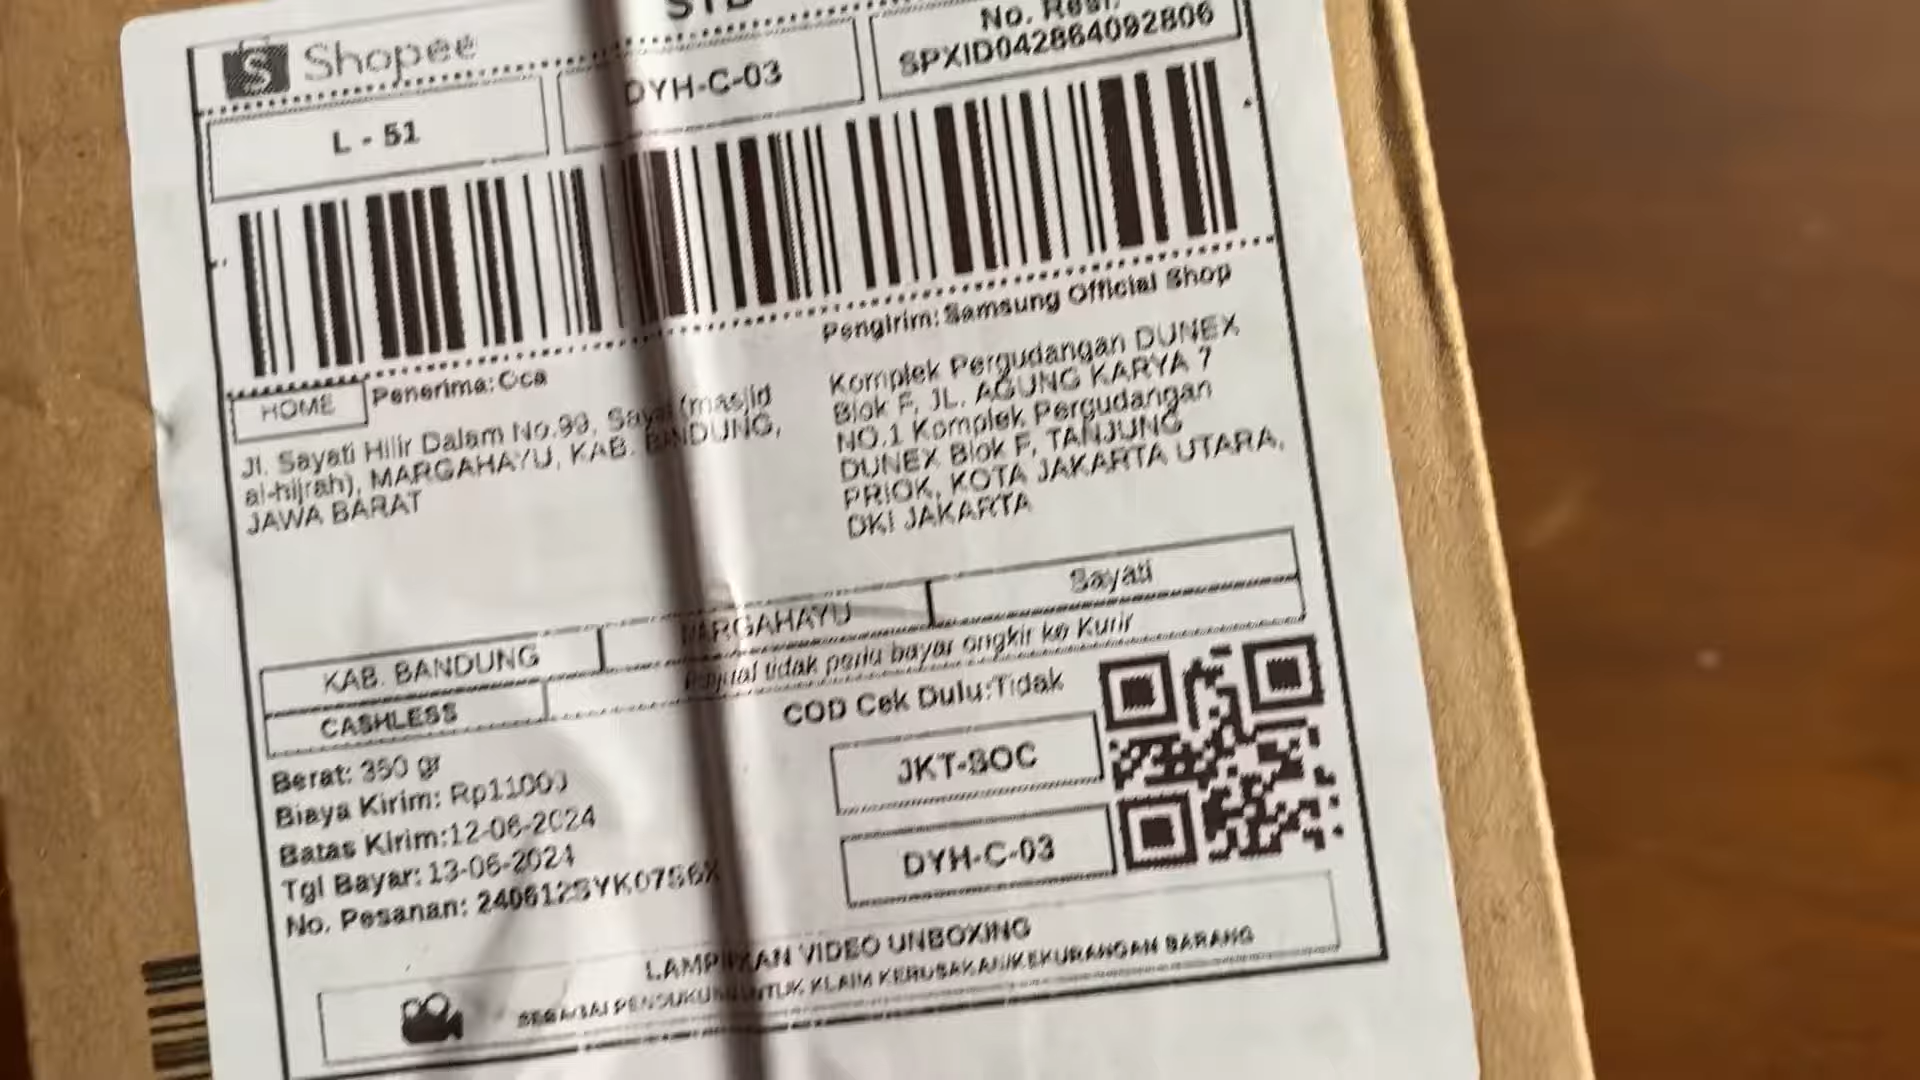 Shopee
STD
No. Resi:
SPXID042864092806
L - 51
DYH-C-03
Pengirim: Samsung Official Shop
HOME
Penerima: Oca
Jl. Sayati Hilir Dalam No.99, Sayati (masjid
al-hijrah), MARGAHAYU, KAB. BANDUNG,
JAWA BARAT
Komplek Pergudangan DUNEX
Blok F, JL. AGUNG KARYA 7
NO.1 Komplek Pergudangan
DUNEX Blok F, TANJUNG
PRIOK, KOTA JAKARTA UTARA,
DKI JAKARTA
KAB. BANDUNG
MARGAHAYU
Sayati
CASHLESS
Penjual tidak perlu bayar ongkir ke Kurir
COD Cek Dulu:Tidak
Berat: 350 gr
Biaya Kirim: Rp11000
Batas Kirim:12-06-2024
Tgl Bayar: 13-06-2024
No. Pesanan:
JKT-SOC
DYH-C-03
LAMPIRKAN VIDEO UNBOXING
SEBAGAI PENDUKUNG UNTUK KLAIM KERUSAKAN/KEKURANGAN BARANG